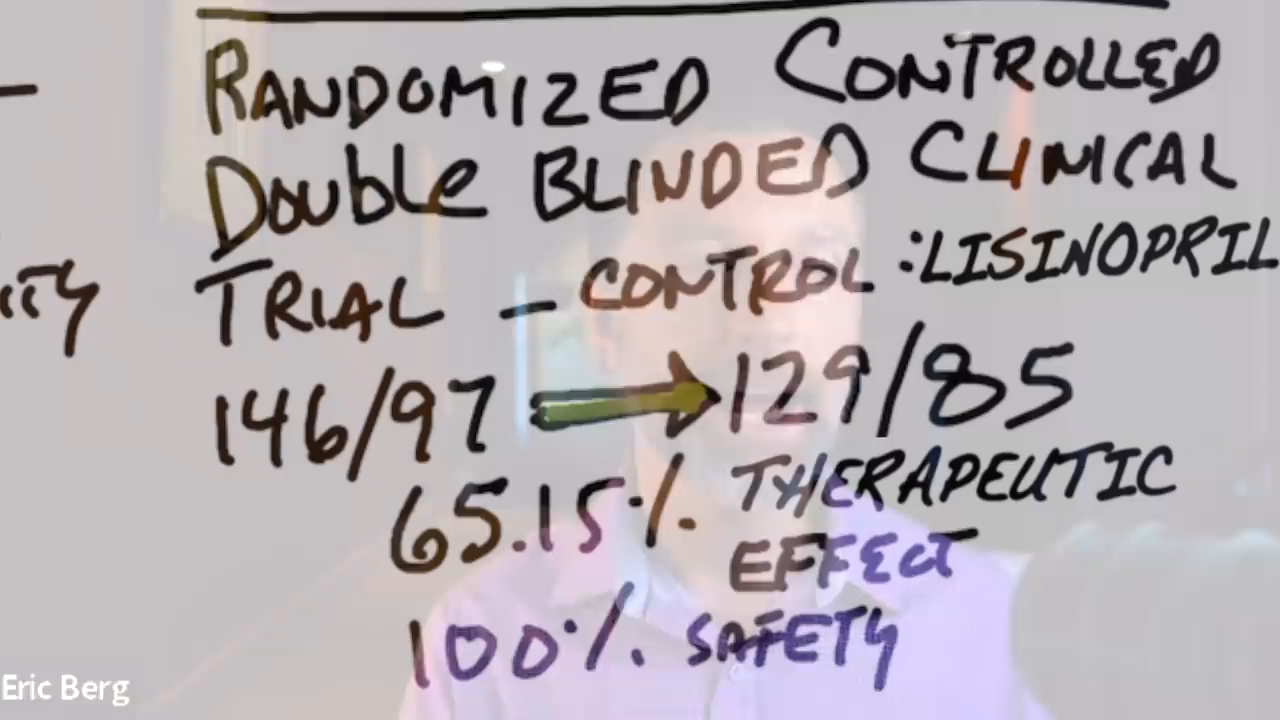 RANDOMIZED CONTROLLED
DOUblE BLINDED CLINICAL
TRIAL - CONTROL :LISINOPRIL
146/97 → 129/85
65.15% THERAPEUTIC
EFFECT
100% SAFETY
Eric Berg